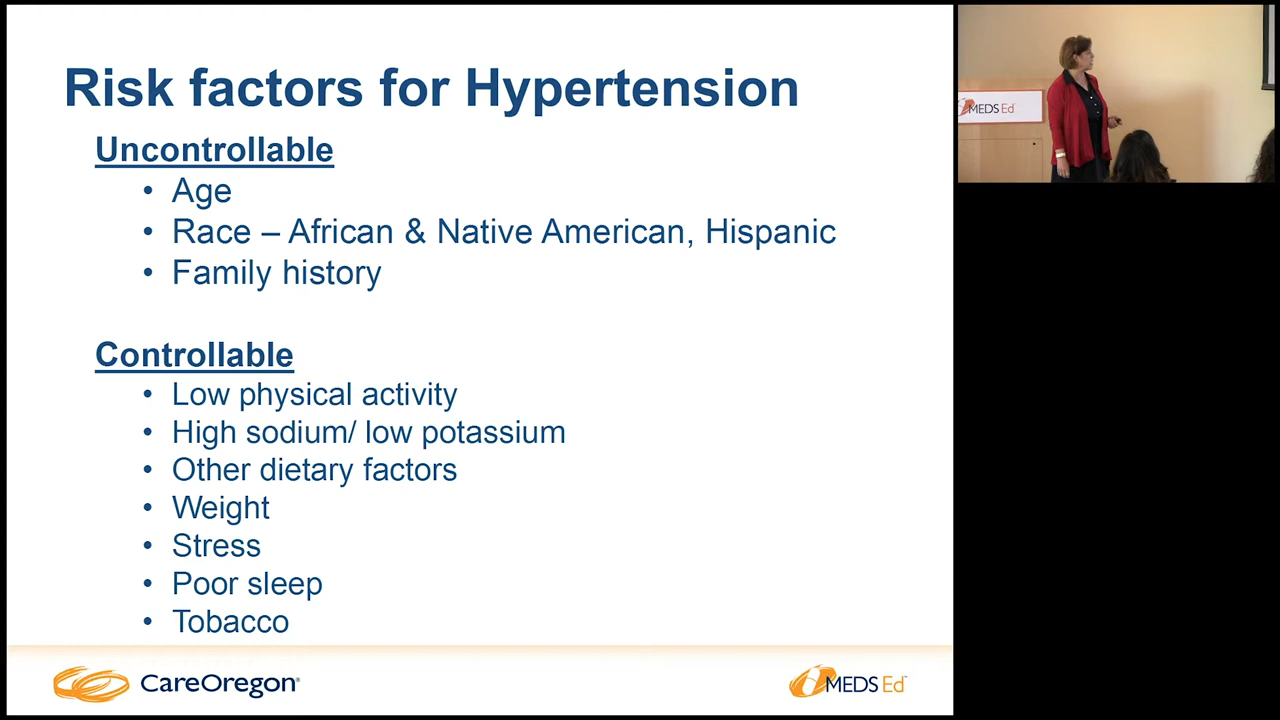 Risk factors for Hypertension
Uncontrollable
• Age
• Race – African & Native American, Hispanic
• Family history
Controllable
• Low physical activity
• High sodium/ low potassium
• Other dietary factors
• Weight
• Stress
• Poor sleep
• Tobacco
CareOregon®
MEDS Ed
MEDS Ed